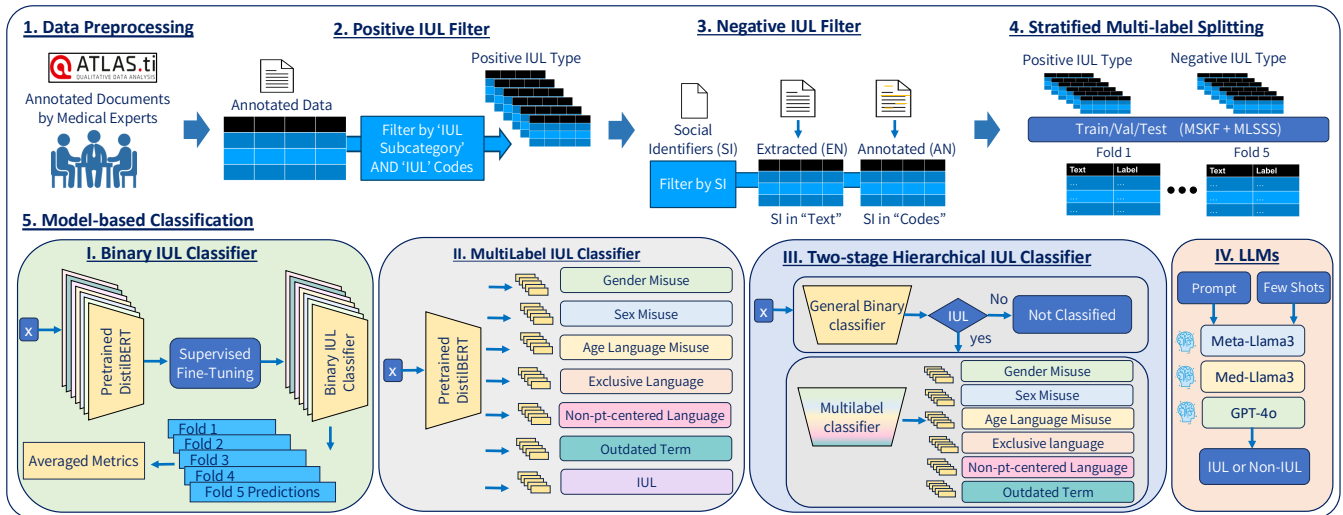 1. Data Preprocessing
ATLAS.ti
QUALITATIVE DATA ANALYSIS
Annotated Documents
by Medical Experts
2. Positive IUL Filter
Annotated Data
Filter by 'IUL
Subcategory'
AND 'IUL' Codes
Positive IUL Type
3. Negative IUL Filter
Social
Identifiers (SI)
Filter by SI
Extracted (EN)
SI in "Text"
Annotated (AN)
SI in "Codes"
4. Stratified Multi-label Splitting
Positive IUL Type
Negative IUL Type
Train/Val/Test (MSKF + MLSSS)
Fold 1
Text Label
... ...
... ...
Fold 5
Text Label
... ...
... ...
5. Model-based Classification
I. Binary IUL Classifier
x
Pretrained
DistilBERT
Supervised
Fine-Tuning
Binary IUL
Classifier
Fold 1
Fold 2
Fold 3
Fold 4
Fold 5 Predictions
Averaged Metrics
II. MultiLabel IUL Classifier
x
Pretrained
DistilBERT
Gender Misuse
Sex Misuse
Age Language Misuse
Exclusive Language
Non-pt-centered Language
Outdated Term
IUL
III. Two-stage Hierarchical IUL Classifier
x
General Binary
classifier
IUL
No
Not Classified
yes
Multilabel
classifier
Gender Misuse
Sex Misuse
Age Language Misuse
Exclusive language
Non-pt-centered Language
Outdated Term
IV. LLMs
Prompt
Few Shots
Meta-Llama3
Med-Llama3
GPT-4o
IUL or Non-IUL